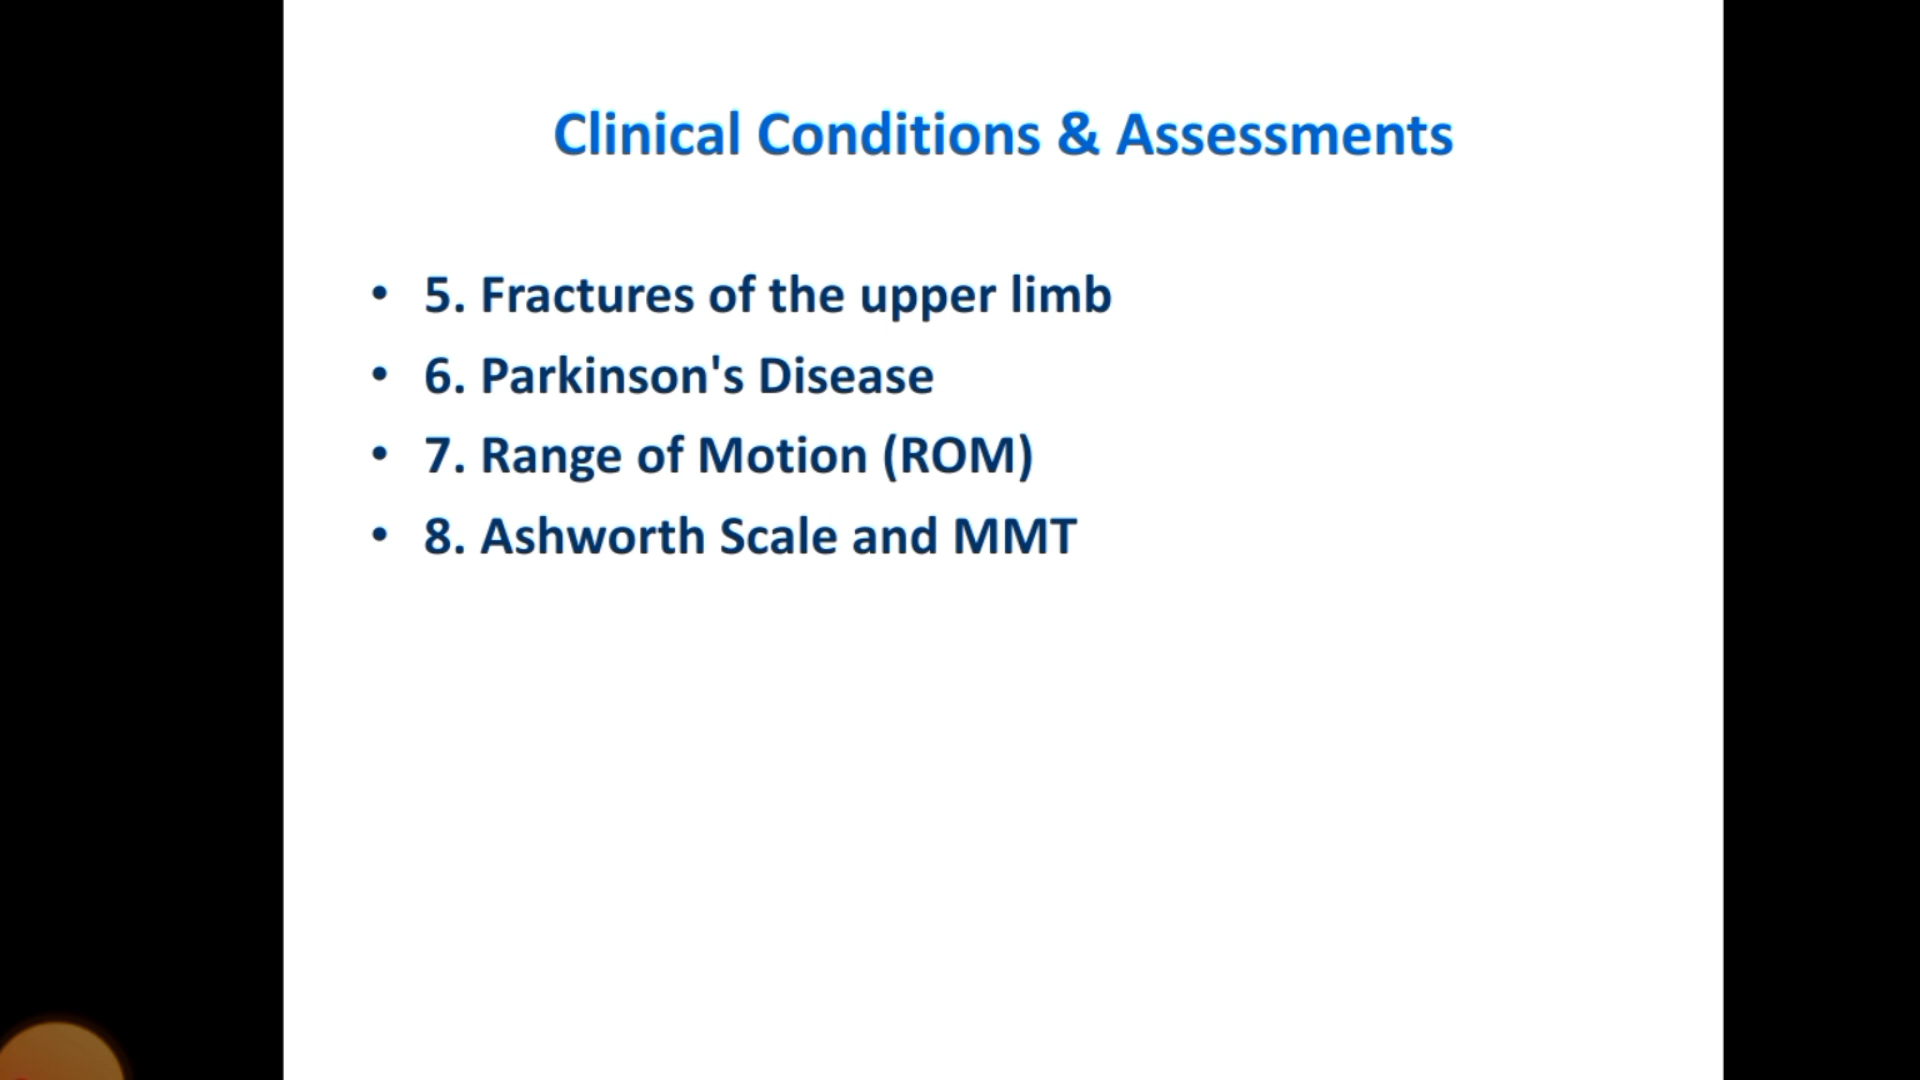 Clinical Conditions & Assessments
• 5. Fractures of the upper limb
• 6. Parkinson's Disease
• 7. Range of Motion (ROM)
• 8. Ashworth Scale and MMT